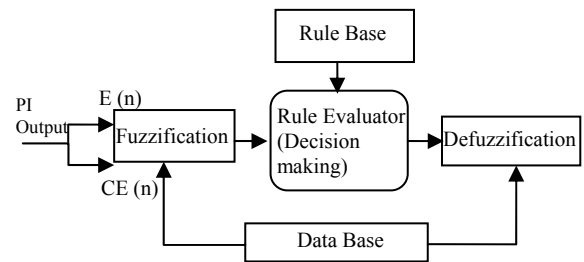 Rule Base
PI
Output
E (n)
CE (n)
Fuzzification
Rule Evaluator
(Decision
making)
Defuzzification
Data Base